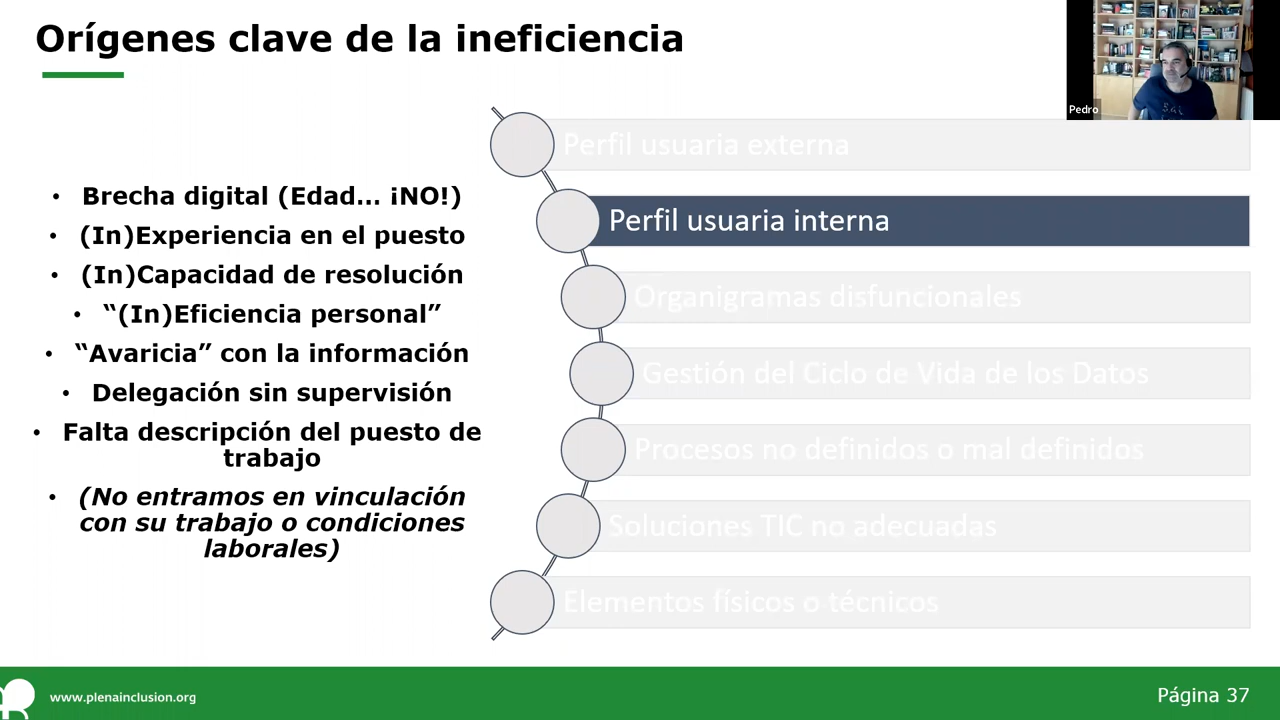 Orígenes clave de la ineficiencia
Pedro
• Brecha digital (Edad... ¡NO!)
• (In)Experiencia en el puesto
• (In)Capacidad de resolución
• “(In)Eficiencia personal”
• “Avaricia” con la información
• Delegación sin supervisión
• Falta descripción del puesto de
trabajo
• (No entramos en vinculación
con su trabajo o condiciones
laborales)
Perfil usuaria externa
Perfil usuaria interna
Organigramas disfuncionales
Gestión del Ciclo de Vida de los Datos
Procesos no definidos o mal definidos
Soluciones TIC no adecuadas
Elementos físicos o técnicos
www.plenainclusion.org
Página 37